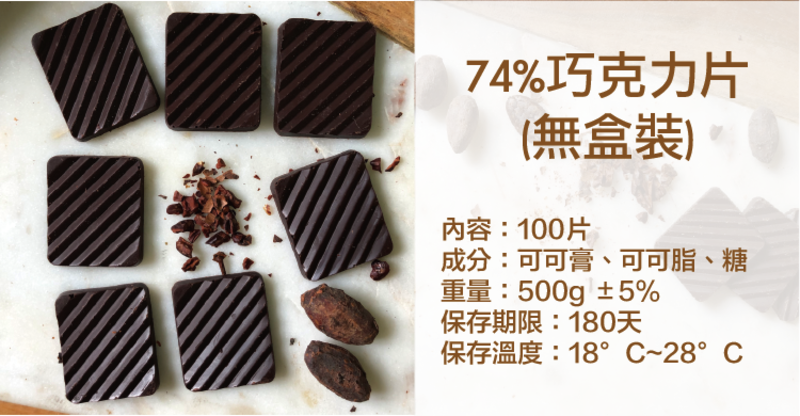 74%巧克力片
(無盒裝)
內容：100片
成分：可可膏、可可脂、糖
重量：500g ±5%
保存期限：180天
保存溫度：18°C~28°C